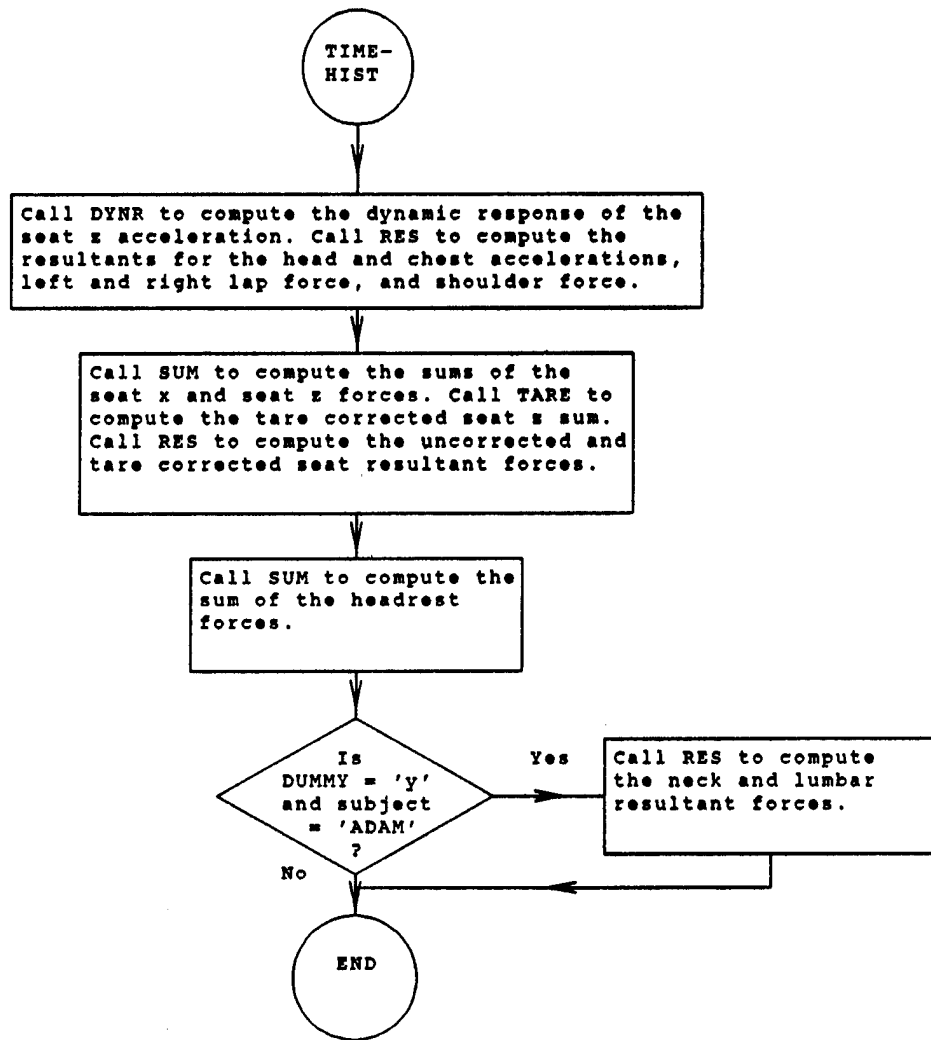 TIME-
HIST
Call DYNR to compute the dynamic response of the
seat z acceleration. Call RES to compute the
resultants for the head and chest accelerations,
left and right lap force, and shoulder force.
Call SUM to compute the sums of the
seat x and seat z forces. Call TARE to
compute the tare corrected seat z sum.
Call RES to compute the uncorrected and
tare corrected seat resultant forces.
Call SUM to compute the
sum of the headrest
forces.
Is
DUMMY = 'y'
and subject
= 'ADAM'
?
Yes
Call RES to compute
the neck and lumbar
resultant forces.
No
END